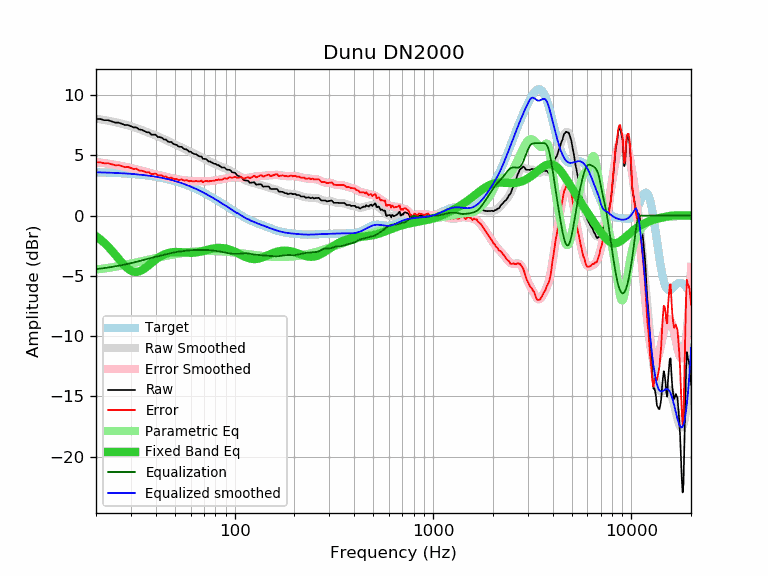 Dunu DN2000
10
5
0
−5
−10
−15
−20
Amplitude (dBr)
Target
Raw Smoothed
Error Smoothed
Raw
Error
Parametric Eq
Fixed Band Eq
Equalization
Equalized smoothed
100
1000
10000
Frequency (Hz)